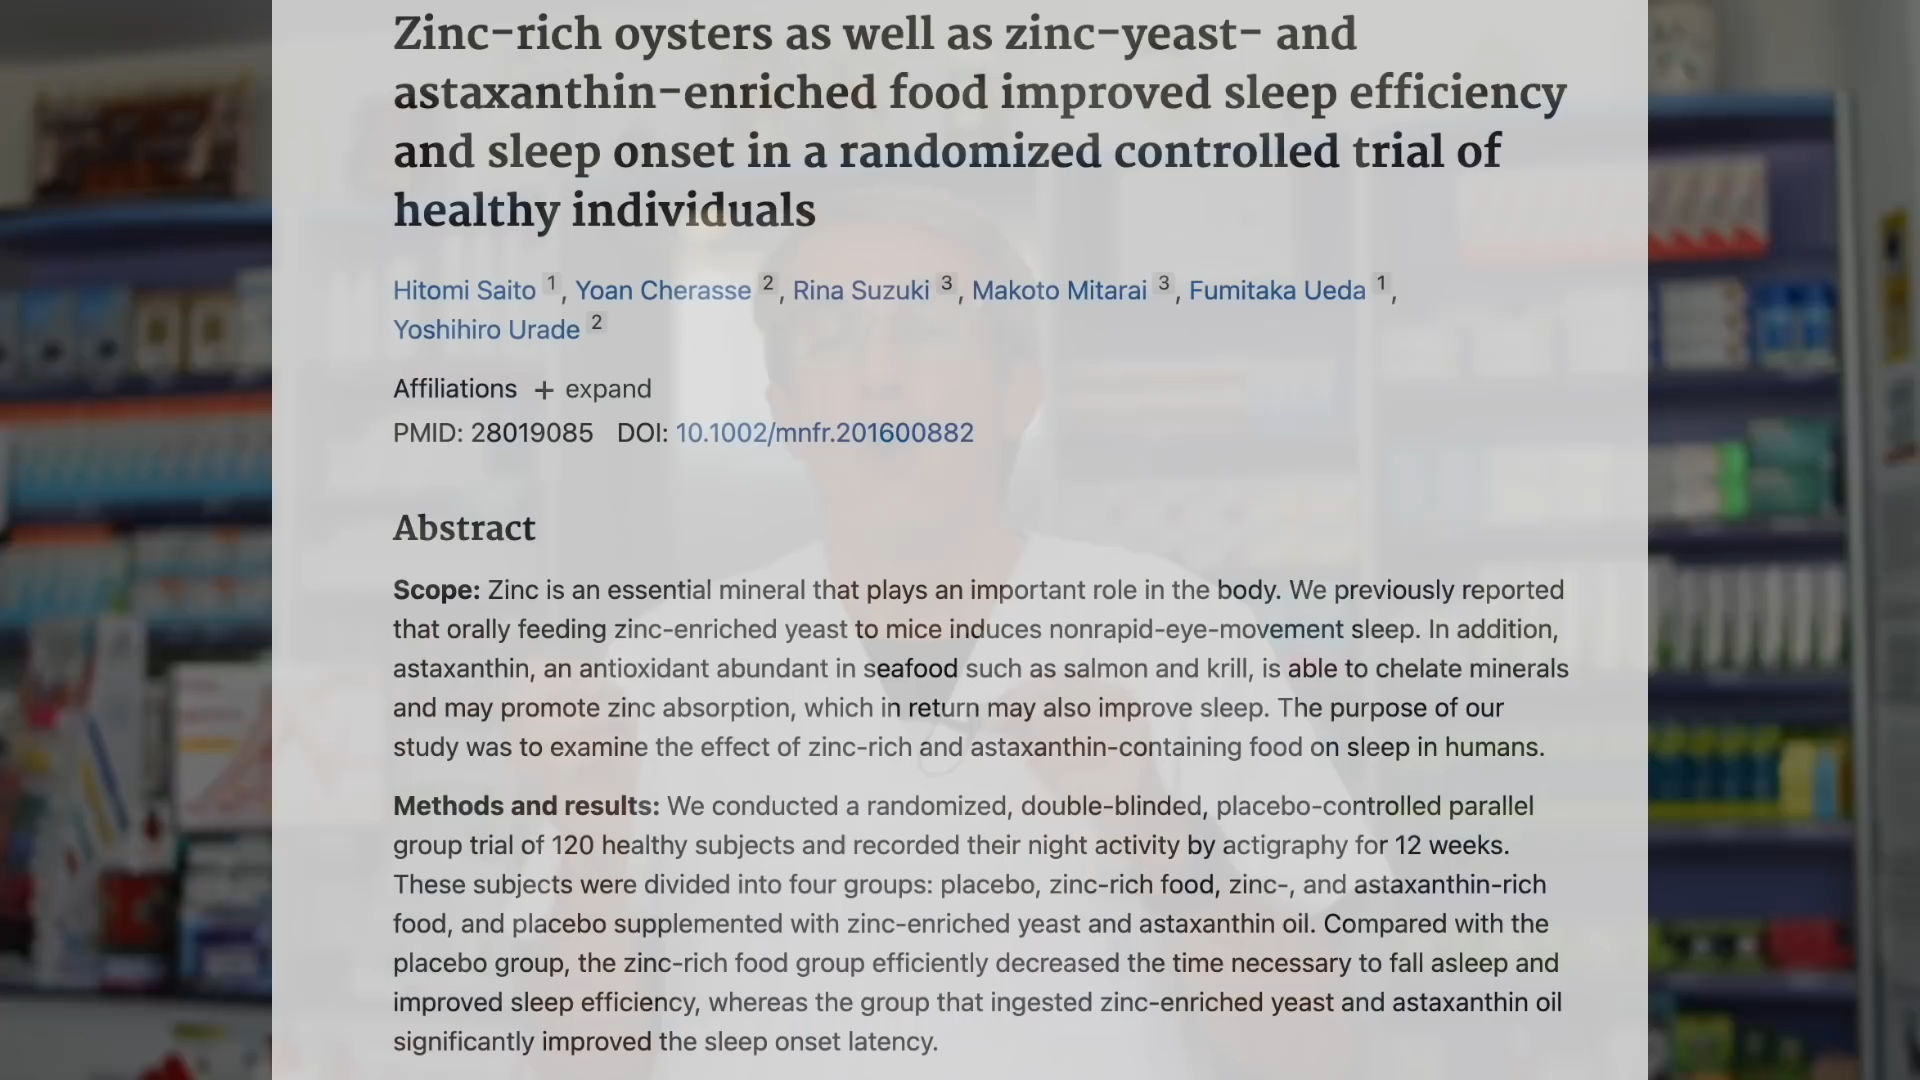 Zinc-rich oysters as well as zinc-yeast- and
astaxanthin-enriched food improved sleep efficiency
and sleep onset in a randomized controlled trial of
healthy individuals
Hitomi Saito 1, Yoan Cherasse 2, Rina Suzuki 3, Makoto Mitarai 3, Fumitaka Ueda 1,
Yoshihiro Urade 2
Affiliations + expand
PMID: 28019085 DOI: 10.1002/mnfr.201600882
Abstract
Scope: Zinc is an essential mineral that plays an important role in the body. We previously reported
that orally feeding zinc-enriched yeast to mice induces nonrapid-eye-movement sleep. In addition,
astaxanthin, an antioxidant abundant in seafood such as salmon and krill, is able to chelate minerals
and may promote zinc absorption, which in return may also improve sleep. The purpose of our
study was to examine the effect of zinc-rich and astaxanthin-containing food on sleep in humans.
Methods and results: We conducted a randomized, double-blinded, placebo-controlled parallel
group trial of 120 healthy subjects and recorded their night activity by actigraphy for 12 weeks.
These subjects were divided into four groups: placebo, zinc-rich food, zinc-, and astaxanthin-rich
food, and placebo supplemented with zinc-enriched yeast and astaxanthin oil. Compared with the
placebo group, the zinc-rich food group efficiently decreased the time necessary to fall asleep and
improved sleep efficiency, whereas the group that ingested zinc-enriched yeast and astaxanthin oil
significantly improved the sleep onset latency.